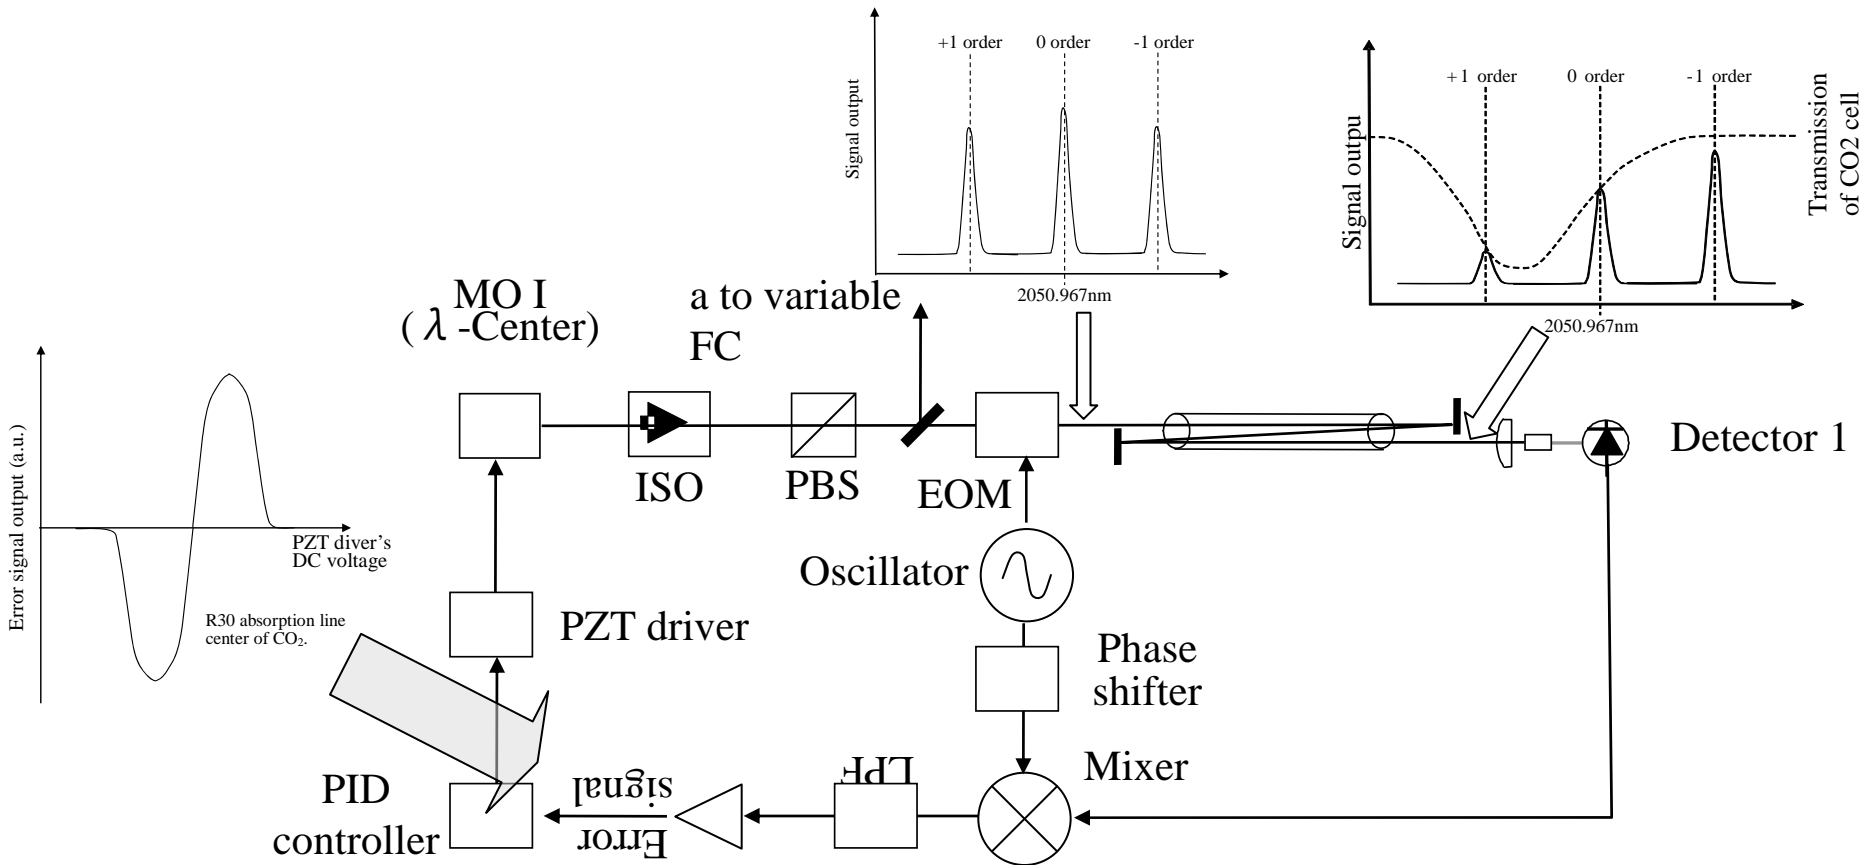 +1 order
0 order
-1 order
Signal output
2050.967nm
+1 order
0 order
-1 order
Signal outpu
Transmission
of CO2 cell
2050.967nm
MO I
(λ-Center)
a to variable
FC
ISO
PBS
EOM
Detector 1
Error signal output (a.u.)
PZT diver's
DC voltage
R30 absorption line
center of CO₂.
Oscillator
PZT driver
Phase
shifter
Mixer
LPF
Error
signal
PID
controller